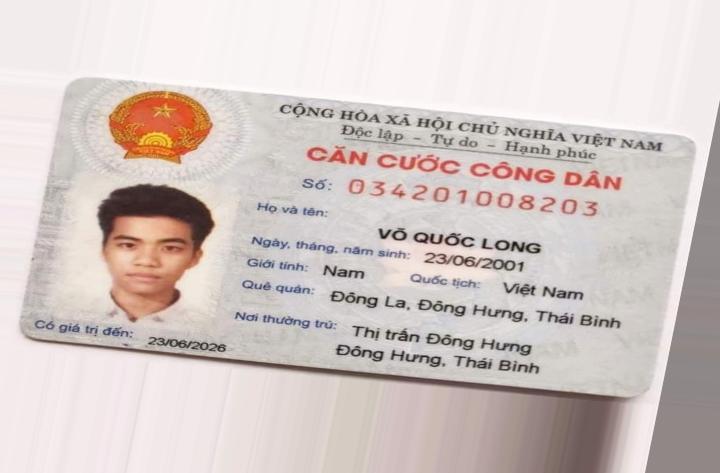 CỘNG HÒA XÃ HỘI CHỦ NGHĨA VIỆT NAM
Độc lập - Tự do - Hạnh phúc
CĂN CƯỚC CÔNG DÂN
Số: 034201008203
Họ và tên:
VÕ QUỐC LONG
Ngày, tháng, năm sinh: 23/06/2001
Giới tính: Nam Quốc tịch: Việt Nam
Quê quán: Đông La, Đông Hưng, Thái Bình
Nơi thường trú: Thị trấn Đông Hưng
Đông Hưng, Thái Bình
Có giá trị đến: 23/06/2026